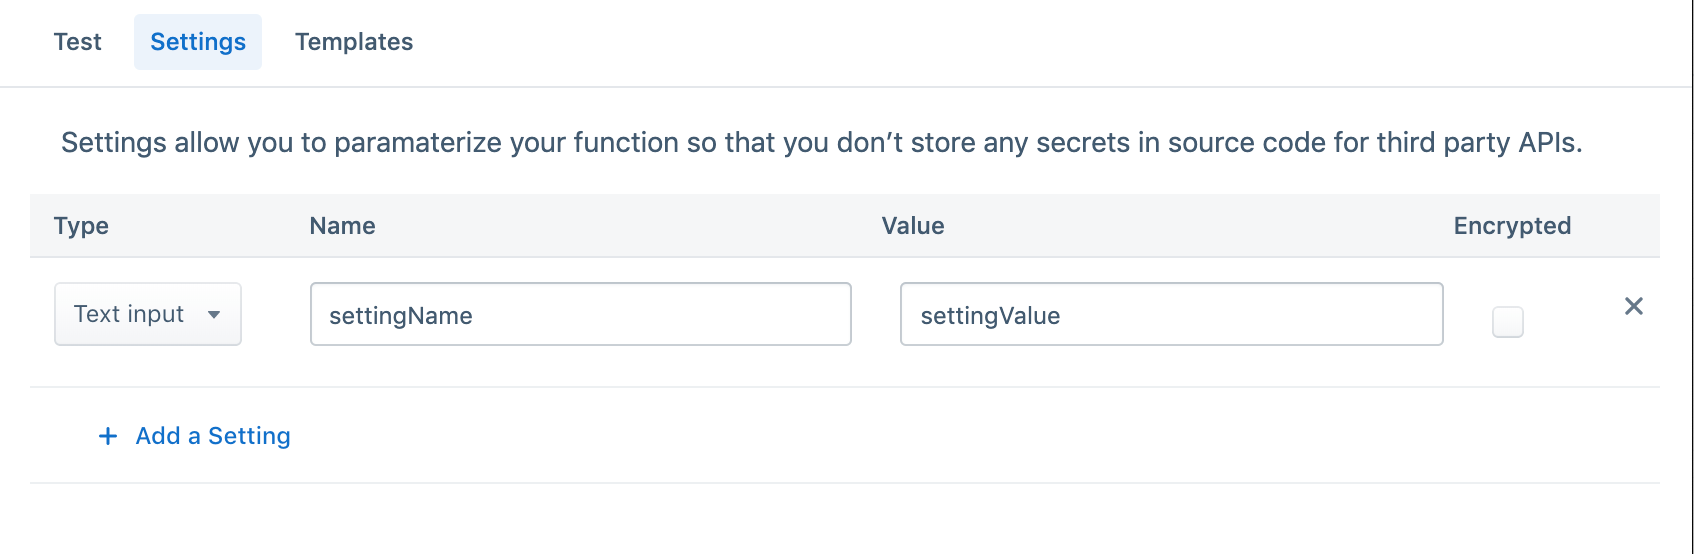 Test Settings Templates
Settings allow you to paramaterize your function so that you don’t store any secrets in source code for third party APIs.
Type Name Value Encrypted
Text input settingName settingValue
+ Add a Setting